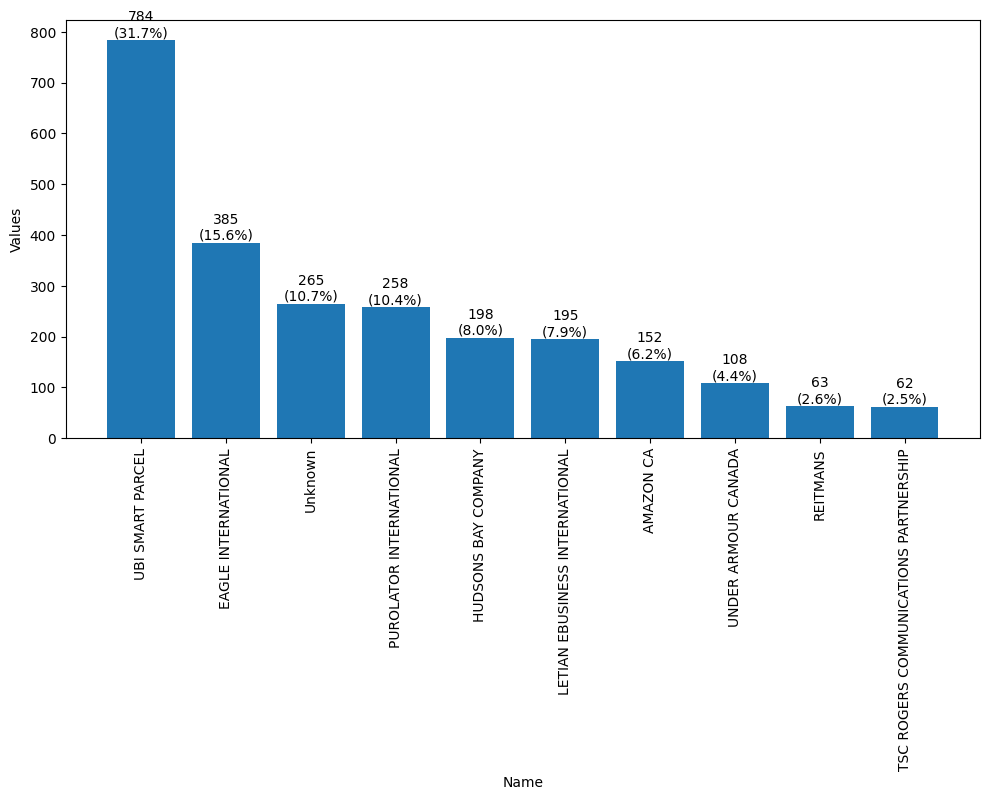 784
(31.7%)
385
(15.6%)
265
(10.7%)
258
(10.4%)
198
(8.0%)
195
(7.9%)
152
(6.2%)
108
(4.4%)
63
(2.6%)
62
(2.5%)
800
700
600
500
400
300
200
100
0
Values
UBI SMART PARCEL
EAGLE INTERNATIONAL
Unknown
PUROLATOR INTERNATIONAL
HUDSONS BAY COMPANY
LETIAN EBUSINESS INTERNATIONAL
AMAZON CA
UNDER ARMOUR CANADA
REITMANS
TSC ROGERS COMMUNICATIONS PARTNERSHIP
Name